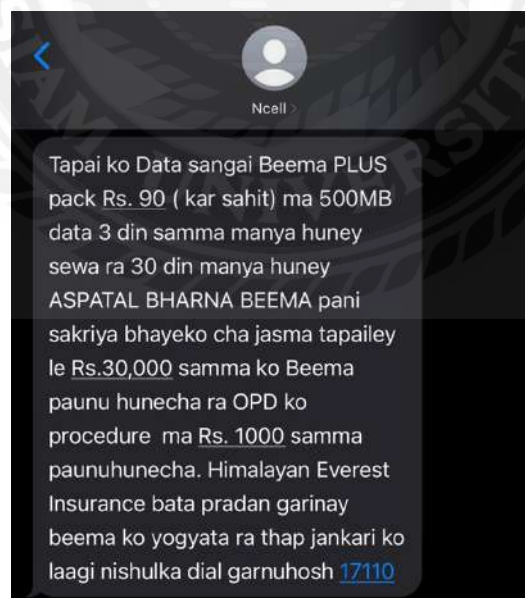 Ncell
Tapai ko Data sangai Beema PLUS
pack Rs. 90 ( kar sahit) ma 500MB
data 3 din samma manya huney
sewa ra 30 din manya huney
ASPATAL BHARNA BEEMA pani
sakriya bhayeko cha jasma tapailey
le Rs.30,000 samma ko Beema
paunu hunecha ra OPD ko
procedure ma Rs. 1000 samma
paunuhunecha. Himalayan Everest
Insurance bata pradan garinay
beema ko yogyata ra thap jankari ko
laagi nishulka dial garnuhosh 17110